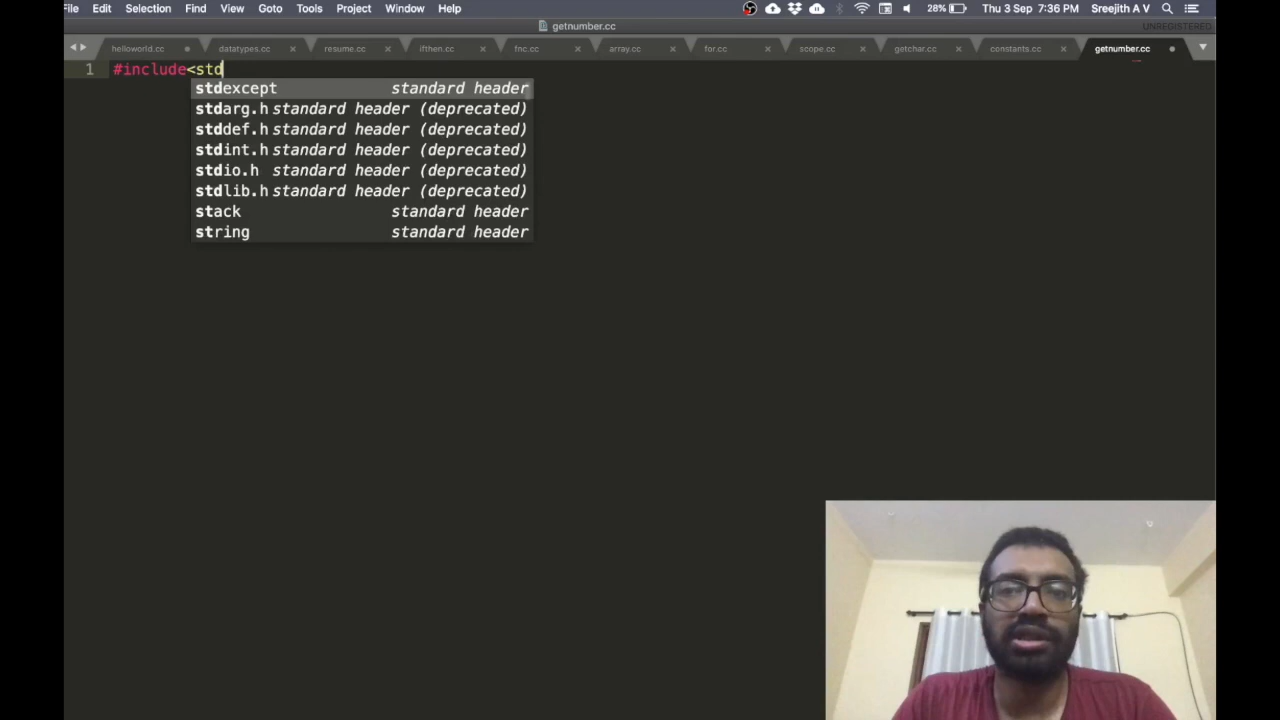 File Edit Selection Find View Goto Tools Project Window Help 28% Thu 3 Sep 7:36 PM Sreejith A V
getnumber.cc UNREGISTERED
helloworld.cc datatypes.cc resume.cc ifthen.cc fnc.cc array.cc for.cc scope.cc getchar.cc constants.cc getnumber.cc
1 #include<std
stdexcept standard header
stdarg.h standard header (deprecated)
stddef.h standard header (deprecated)
stdint.h standard header (deprecated)
stdio.h standard header (deprecated)
stdlib.h standard header (deprecated)
stack standard header
string standard header